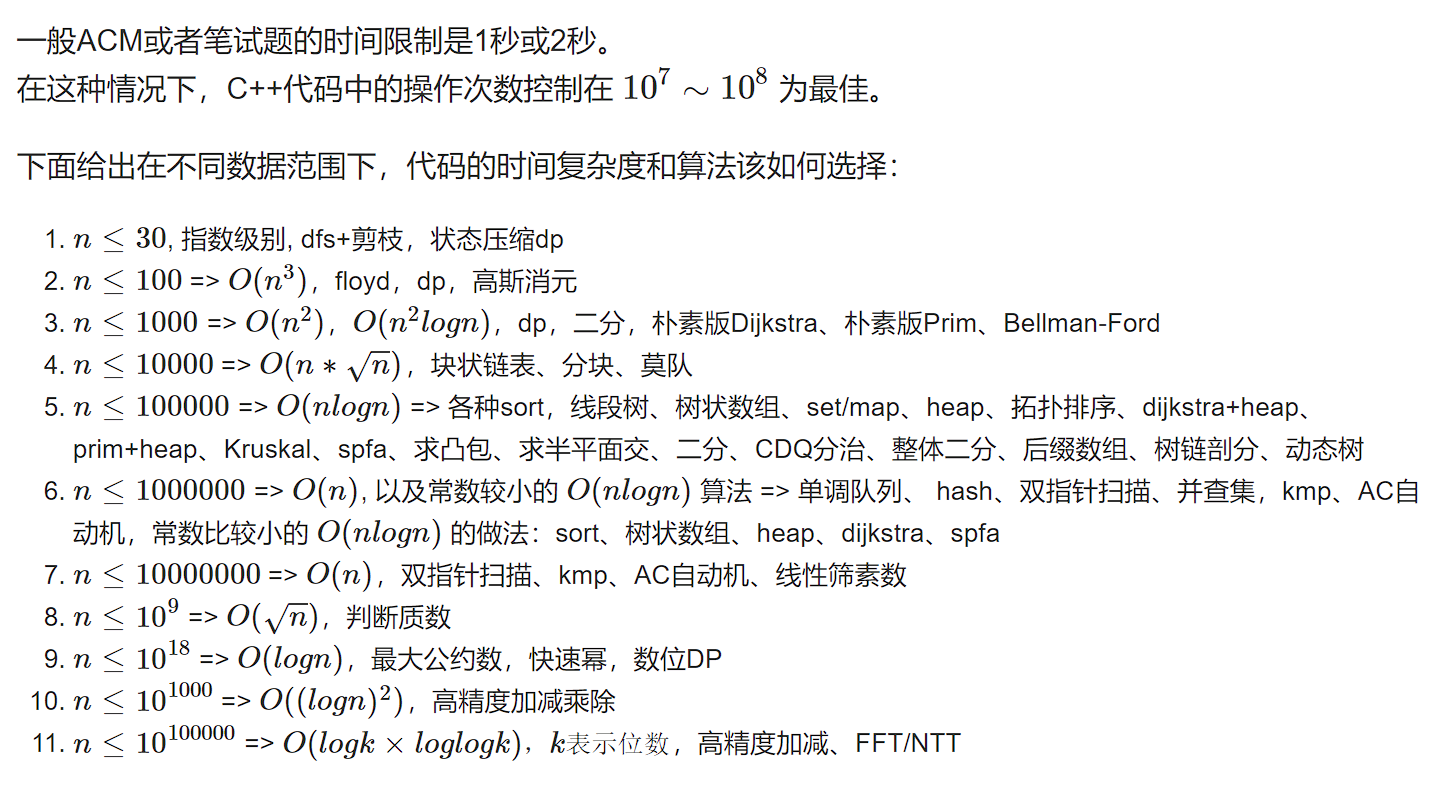 一般ACM或者笔试题的时间限制是1秒或2秒。
在这种情况下，C++代码中的操作次数控制在 10^7 ∼ 10^8 为最佳。
下面给出在不同数据范围下，代码的时间复杂度和算法该如何选择：
1. n ≤ 30, 指数级别, dfs+剪枝，状态压缩dp
2. n ≤ 100 => O(n^3)，floyd，dp，高斯消元
3. n ≤ 1000 => O(n^2)，O(n^2logn)，dp，二分，朴素版Dijkstra、朴素版Prim、Bellman-Ford
4. n ≤ 10000 => O(n ∗ √n)，块状链表、分块、莫队
5. n ≤ 100000 => O(nlogn) => 各种sort，线段树、树状数组、set/map、heap、拓扑排序、dijkstra+heap、
prim+heap、Kruskal、spfa、求凸包、求半平面交、二分、CDQ分治、整体二分、后缀数组、树链剖分、动态树
6. n ≤ 1000000 => O(n), 以及常数较小的 O(nlogn) 算法 => 单调队列、 hash、双指针扫描、并查集，kmp、AC自
动机，常数比较小的 O(nlogn) 的做法：sort、树状数组、heap、dijkstra、spfa
7. n ≤ 10000000 => O(n)，双指针扫描、kmp、AC自动机、线性筛素数
8. n ≤ 10^9 => O(√n)，判断质数
9. n ≤ 10^18 => O(logn)，最大公约数，快速幂，数位DP
10. n ≤ 10^1000 => O((logn)^2)，高精度加减乘除
11. n ≤ 10^100000 => O(logk × loglogk)，k表示位数，高精度加减、FFT/NTT